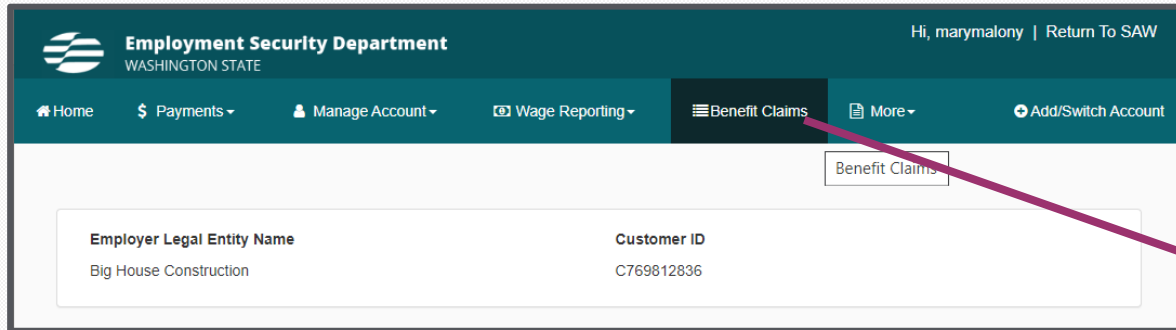 Employment Security Department
WASHINGTON STATE
Hi, marymalony | Return To SAW
Home $ Payments Manage Account Wage Reporting Benefit Claims More Add/Switch Account
Benefit Claims
Employer Legal Entity Name Customer ID
Big House Construction C769812836